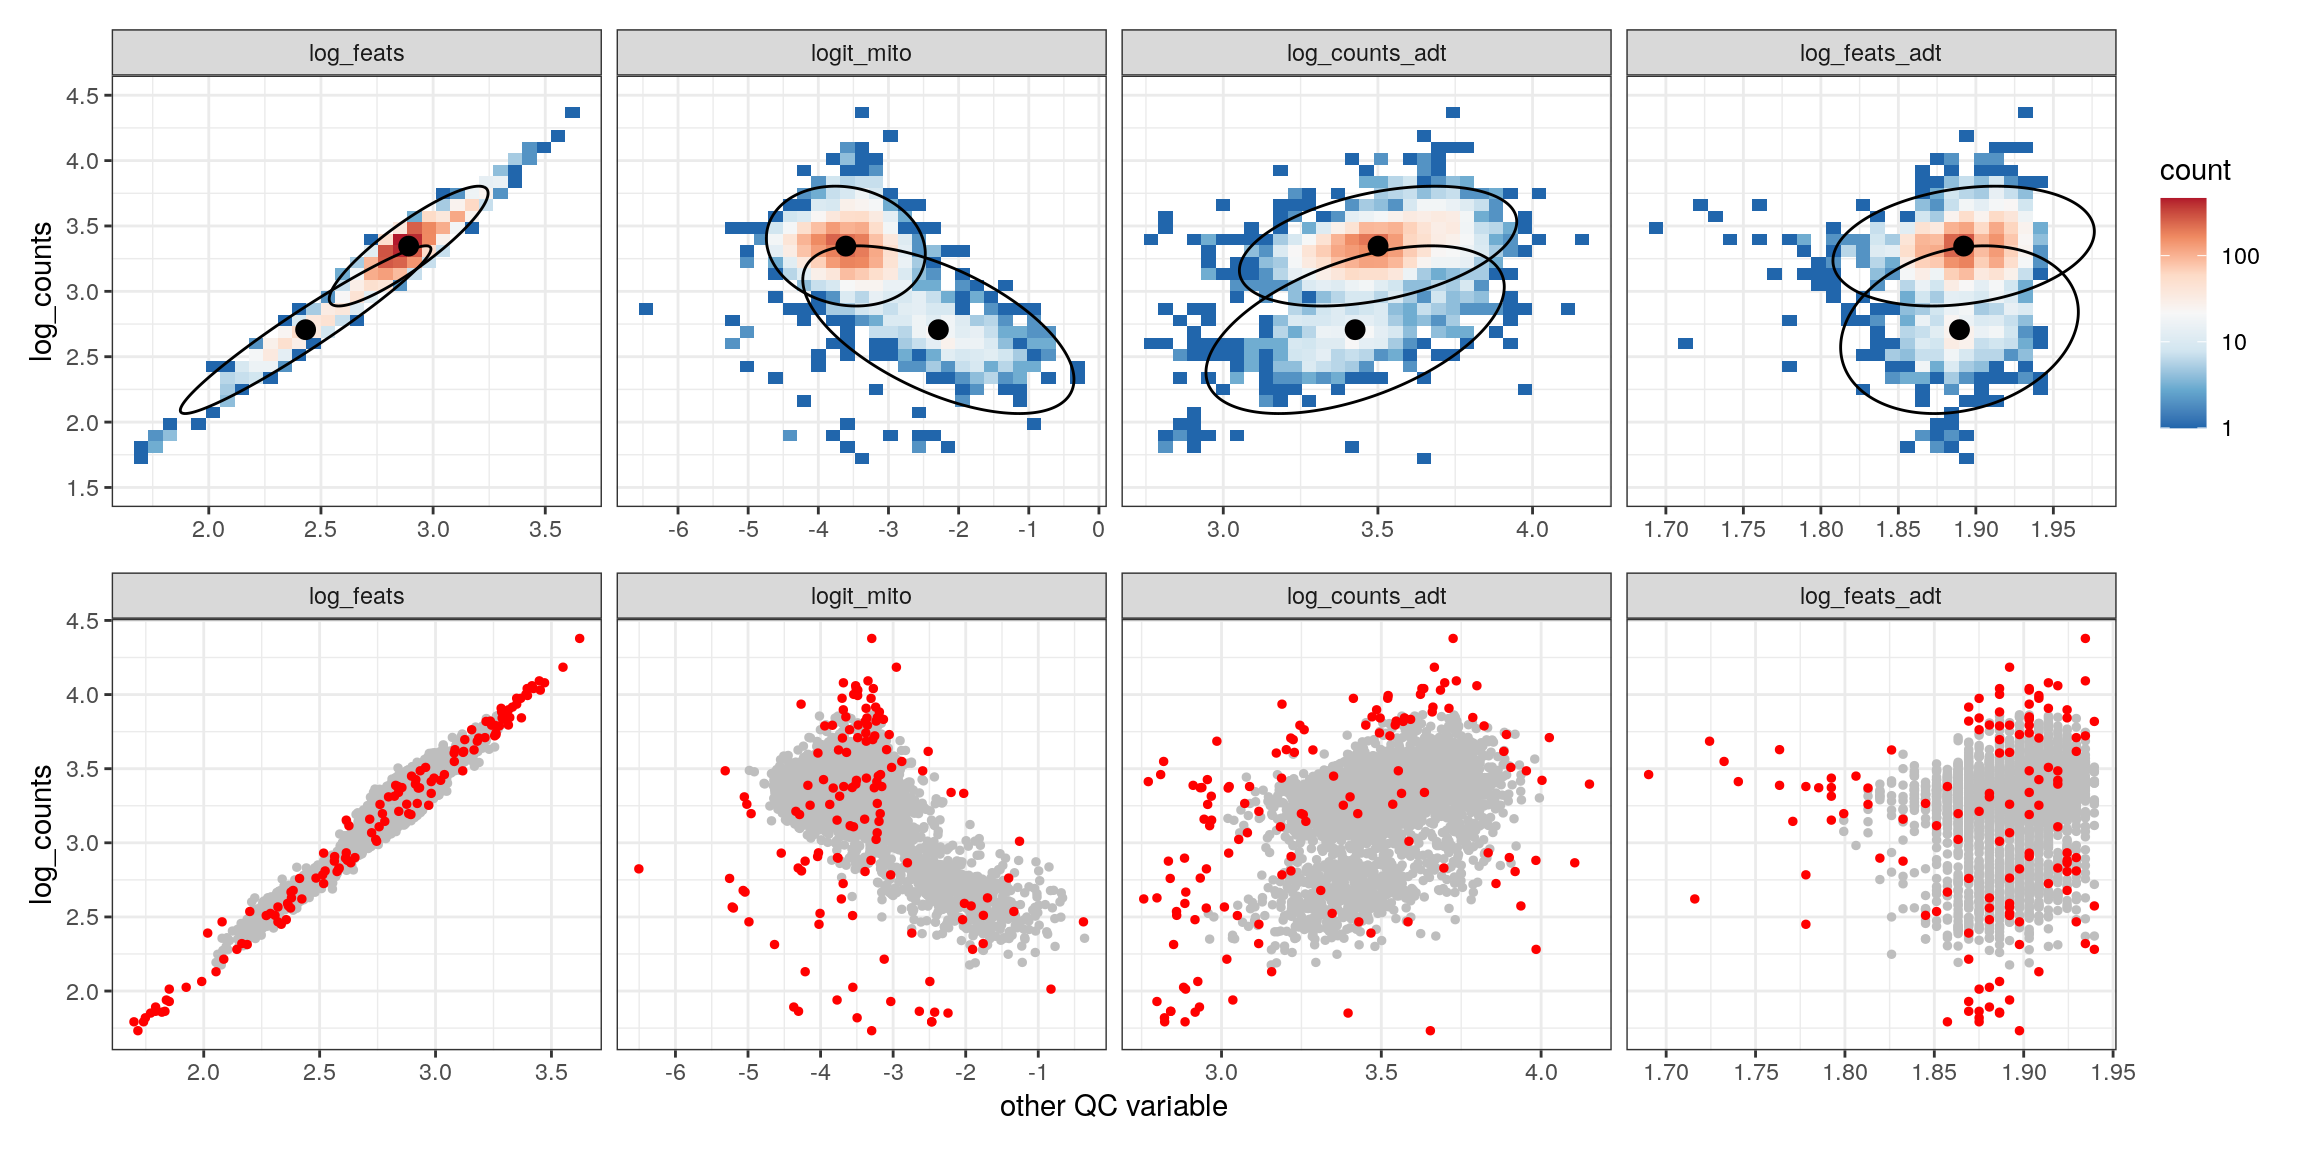 log_feats logit_mito log_counts_adt log_feats_adt
log_counts
4.5
4.0
3.5
3.0
2.5
2.0
1.5
2.0 2.5 3.0 3.5
-6 -5 -4 -3 -2 -1 0
3.0 3.5 4.0
1.70 1.75 1.80 1.85 1.90 1.95
count
100
10
1
log_feats logit_mito log_counts_adt log_feats_adt
log_counts
4.5
4.0
3.5
3.0
2.5
2.0
2.0 2.5 3.0 3.5
-6 -5 -4 -3 -2 -1
3.0 3.5 4.0
1.70 1.75 1.80 1.85 1.90 1.95
other QC variable